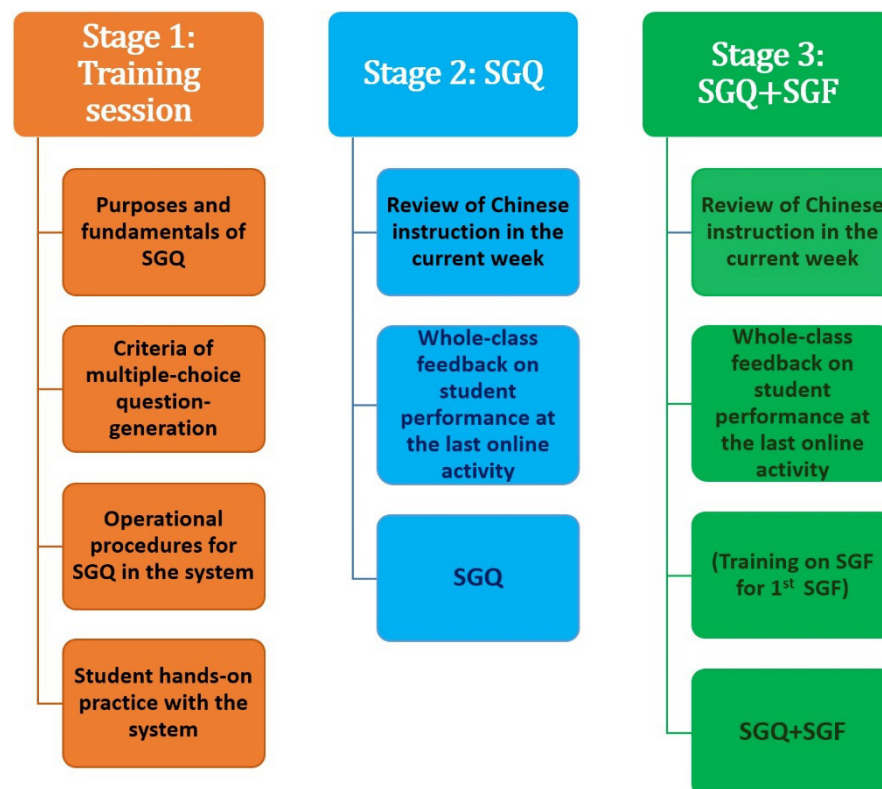 Stage 1:
Training
session
Purposes and
fundamentals of
SGQ
Criteria of
multiple-choice
question-
generation
Operational
procedures for
SGQ in the system
Student hands-on
practice with the
system
Stage 2: SGQ
Review of Chinese
instruction in the
current week
Whole-class
feedback on
student
performance at
the last online
activity
SGQ
Stage 3:
SGQ+SGF
Review of Chinese
instruction in the
current week
Whole-class
feedback on
student
performance at
the last online
activity
(Training on SGF
for 1st SGF)
SGQ+SGF